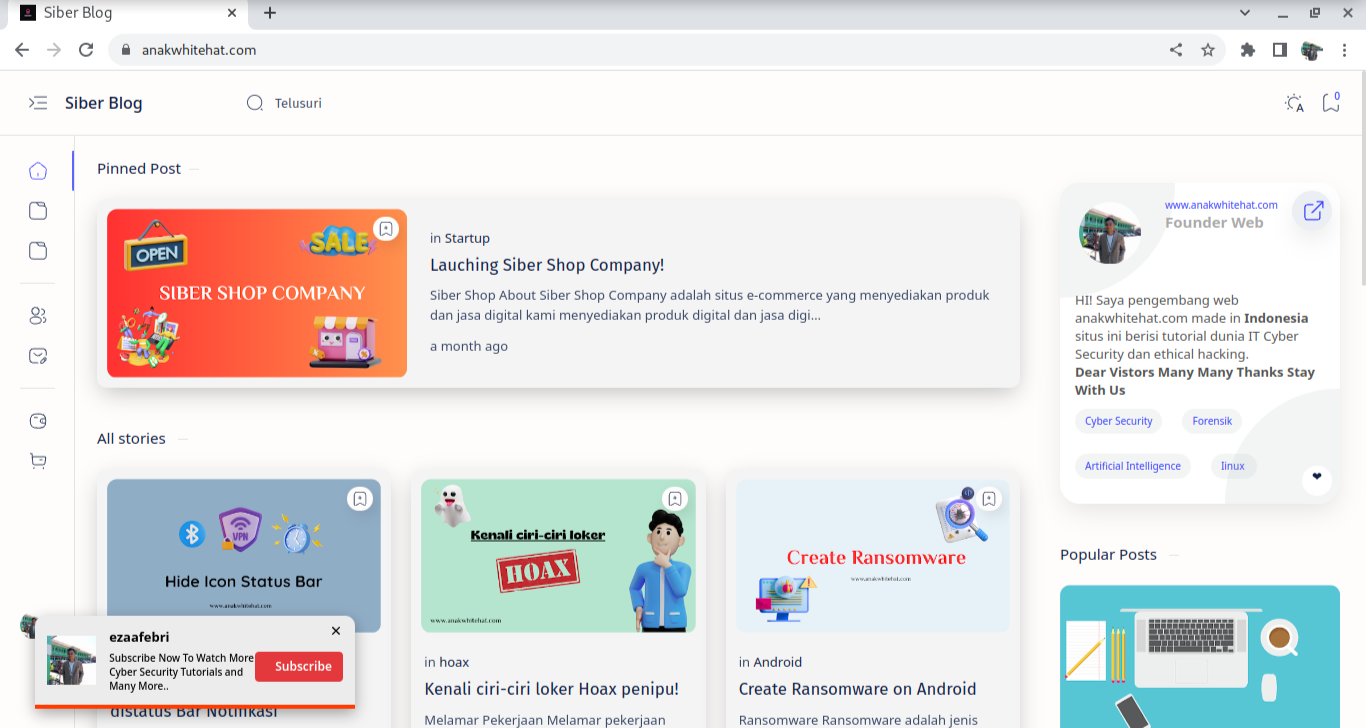 Siber Blog
anakwhitehat.com
Siber Blog
Telusuri
A
0
Pinned Post
OPEN
SALE
SIBER SHOP COMPANY
in Startup
Lauching Siber Shop Company!
Siber Shop About Siber Shop Company adalah situs e-commerce yang menyediakan produk
dan jasa digital kami menyediakan produk digital dan jasa digi...
a month ago
www.anakwhitehat.com
Founder Web
HI! Saya pengembang web
anakwhitehat.com made in Indonesia
situs ini berisi tutorial dunia IT Cyber
Security dan ethical hacking.
Dear Vistors Many Many Thanks Stay
With Us
Cyber Security
Forensik
Artificial Intelligence
Iinux
All stories
VPN
Hide Icon Status Bar
www.anakwhitehat.com
Kenali ciri-ciri loker
HOAX
www.anakwhitehat.com
Create Ransomware
www.anakwhitehat.com
in hoax
Kenali ciri-ciri loker Hoax penipu!
Melamar Pekerjaan Melamar pekerjaan
in Android
Create Ransomware on Android
Ransomware Ransomware adalah jenis
Popular Posts
ezaafebri
Subscribe Now To Watch More
Cyber Security Tutorials and
Many More..
Subscribe
distatus Bar Notifikasi